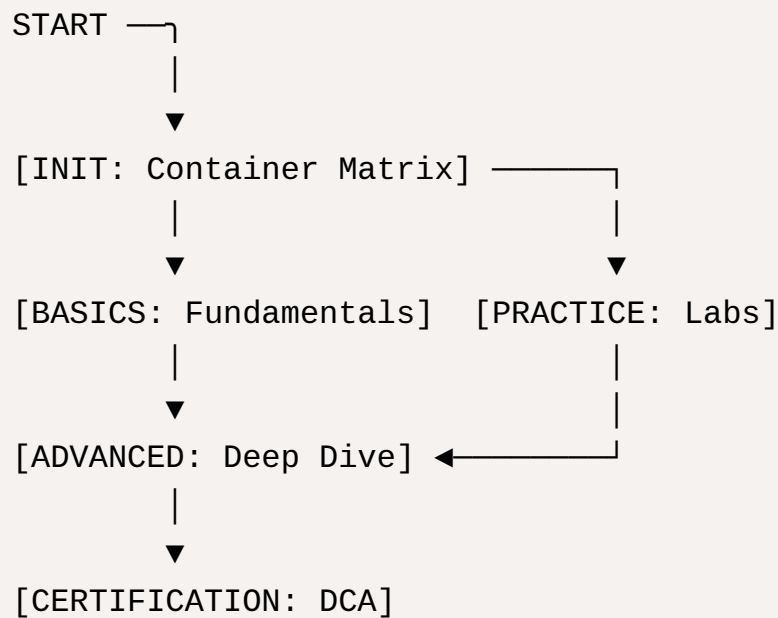 START
[INIT: Container Matrix]
[BASICS: Fundamentals] [PRACTICE: Labs]
[ADVANCED: Deep Dive]
[CERTIFICATION: DCA]